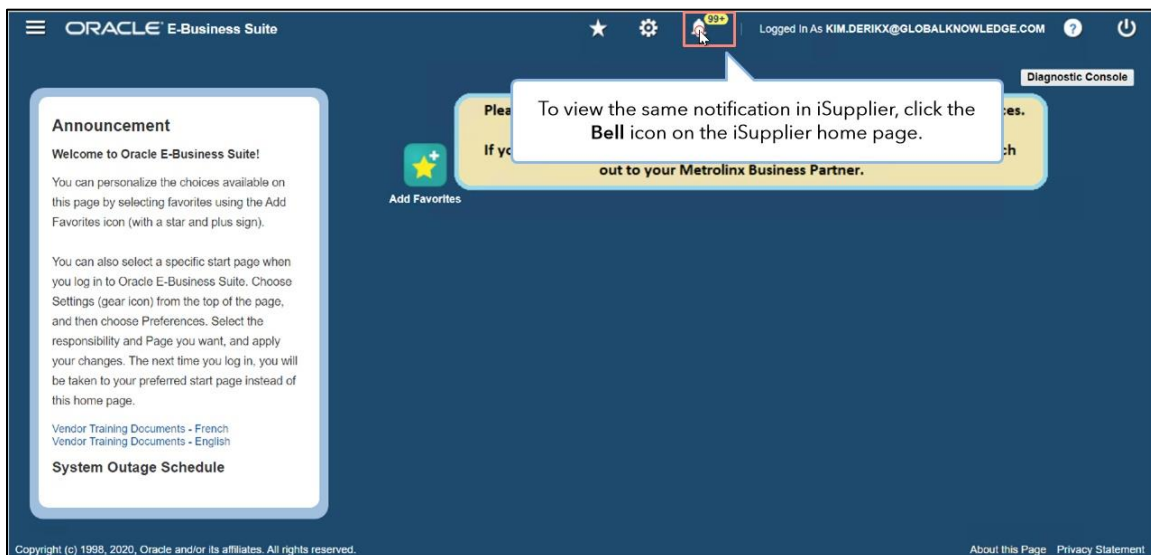 ORACLE E-Business Suite
99+
Logged In As KIM.DERIKX@GLOBALKNOWLEDGE.COM
?
Diagnostic Console
To view the same notification in iSupplier, click the
Bell icon on the iSupplier home page.
out to your Metrolinx Business Partner.
Add Favorites
Announcement
Welcome to Oracle E-Business Suite!
You can personalize the choices available on
this page by selecting favorites using the Add
Favorites icon (with a star and plus sign).
You can also select a specific start page when
you log in to Oracle E-Business Suite. Choose
Settings (gear icon) from the top of the page,
and then choose Preferences. Select the
responsibility and Page you want, and apply
your changes. The next time you log in, you will
be taken to your preferred start page instead of
this home page.
Vendor Training Documents - French
Vendor Training Documents - English
System Outage Schedule
Copyright (c) 1998, 2020, Oracle and/or its affiliates. All rights reserved.
About this Page Privacy Statement